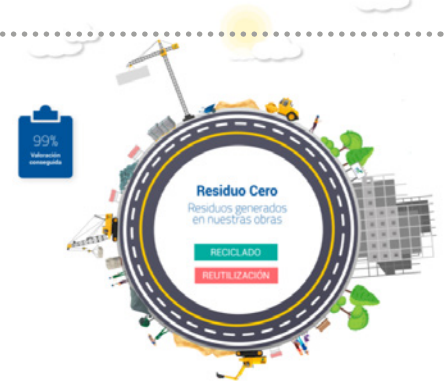 99%
Valoración
conseguida
Residuo Cero
Residuos generados
en nuestras obras
RECICLADO
REUTILIZACIÓN